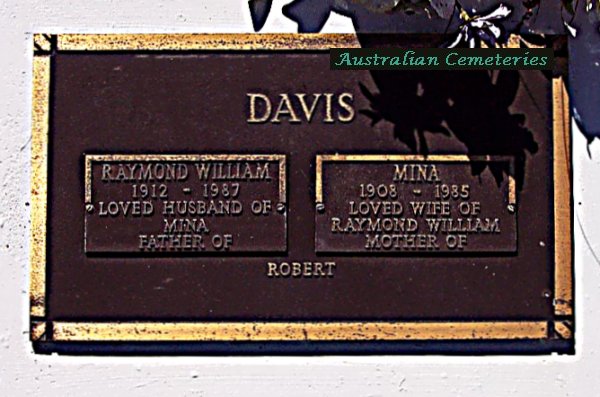 Australian Cemeteries
DAVIS
RAYMOND WILLIAM
1912 - 1987
LOVED HUSBAND OF
MINA
FATHER OF
MINA
1908 - 1985
LOVED WIFE OF
RAYMOND WILLIAM
MOTHER OF
ROBERT